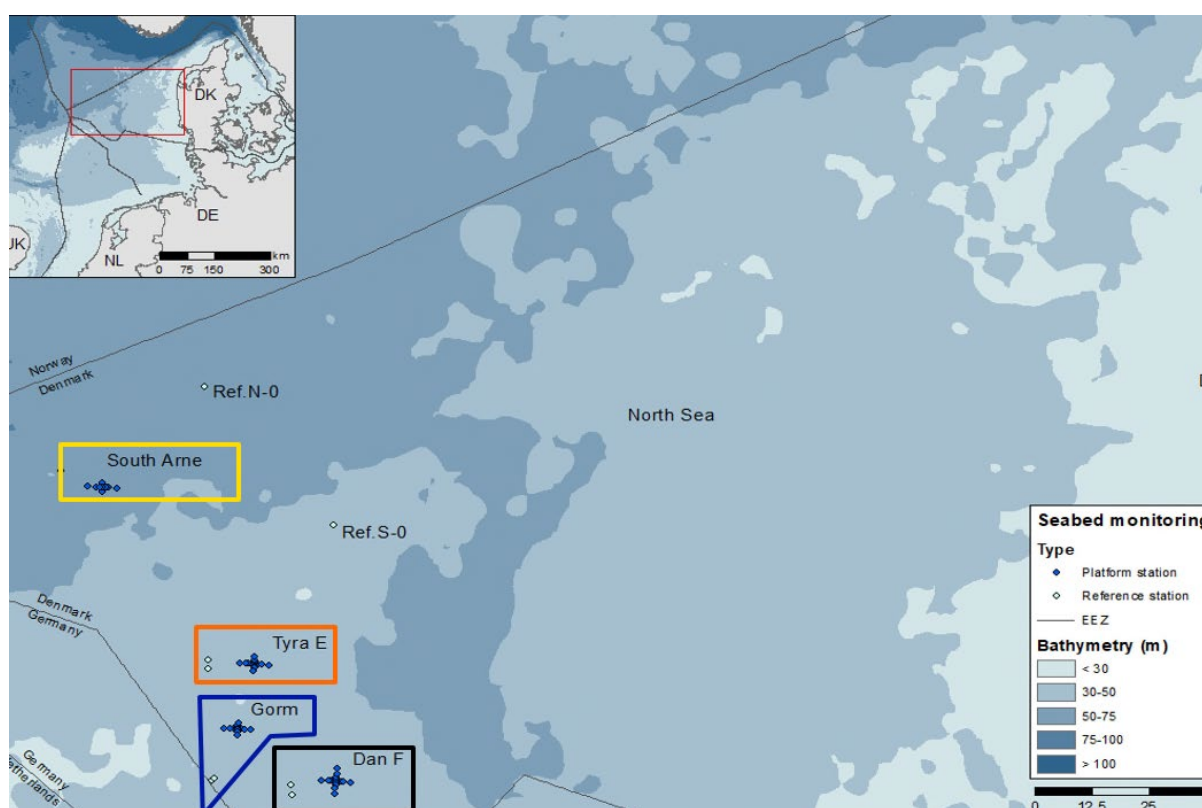 DK
DE
UK
NL
km
0 75 150 300
Norway
Denmark
Ref.N-0
North Sea
South Arne
Ref.S-0
Denmark
Germany
Tyra E
Gorm
Dan F
Germany
etherlands
Seabed monitoring
Type
Platform station
Reference station
EEZ
Bathymetry (m)
< 30
30-50
50-75
75-100
> 100
0 12.5 25